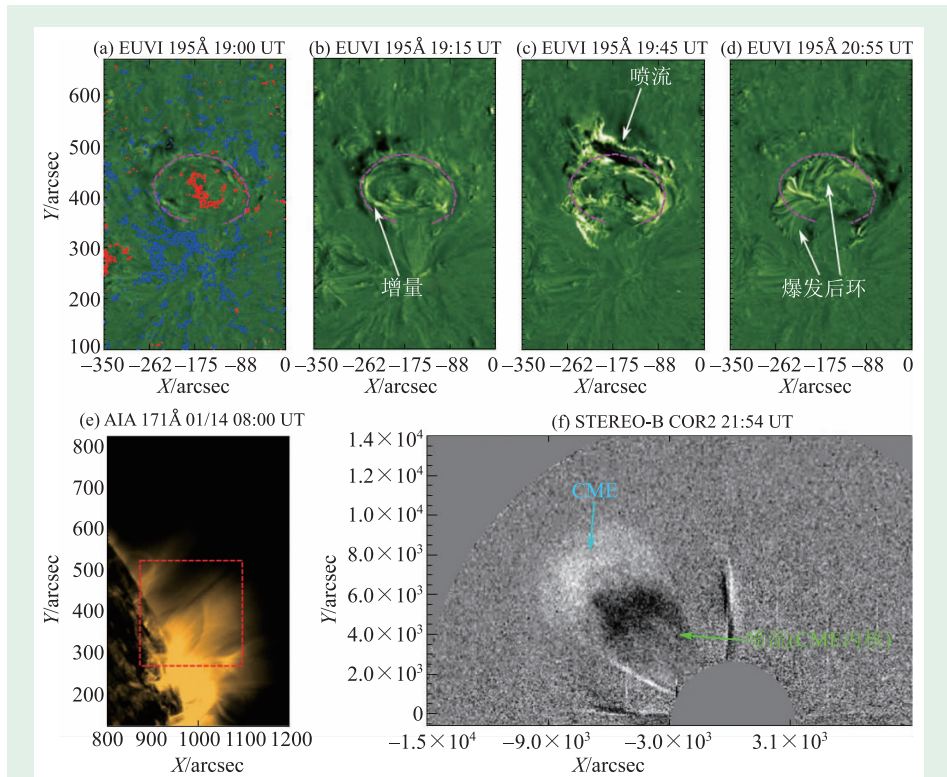 (a) EUVI 195Å 19:00 UT
(b) EUVI 195Å 19:15 UT
(c) EUVI 195Å 19:45 UT
(d) EUVI 195Å 20:55 UT
喷流
增量
爆发后环
Y/arcsec
600
500
400
300
200
100
−350 −262 −175 −88 0
−350 −262 −175 −88 0
−350 −262 −175 −88 0
−350 −262 −175 −88 0
X/arcsec
X/arcsec
X/arcsec
X/arcsec
(e) AIA 171Å 01/14 08:00 UT
Y/arcsec
800
700
600
500
400
300
200
800 900 1000 1100 1200
X/arcsec
(f) STEREO-B COR2 21:54 UT
Y/arcsec
1.4×10⁴
1.2×10⁴
1.0×10⁴
8.0×10³
6.0×10³
4.0×10³
2.0×10³
0
CME
(CME内核)
−1.5×10⁴ −9.0×10³ −3.0×10³ 3.1×10³
X/arcsec